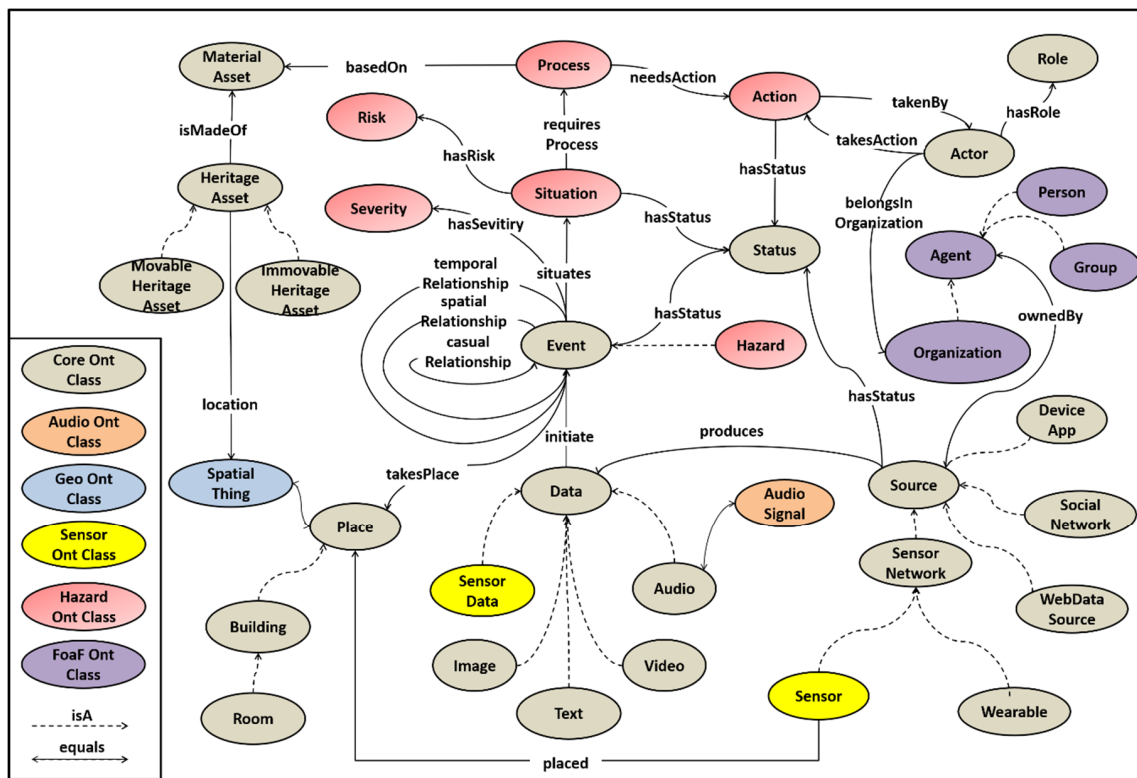 Material
Asset
basedOn
Process
needsAction
Action
takenBy
Role
hasRole
takesAction
Actor
isMadeOf
Risk
requires
Process
hasRisk
hasStatus
Heritage
Asset
Severity
Situation
hasSevitiry
hasStatus
belongsIn
Organization
Person
Movable
Heritage
Asset
Immovable
Heritage
Asset
situates
Status
Agent
Group
temporal
Relationship
spatial
Relationship
casual
Relationship
Event
hasStatus
Hazard
ownedBy
Organization
location
hasStatus
Device
App
initiate
produces
Spatial
Thing
takesPlace
Data
Audio
Signal
Source
Place
Social
Network
Sensor
Data
Audio
Sensor
Network
WebData
Source
Building
Image
Video
Room
Text
Sensor
Wearable
placed
Core Ont
Class
Audio Ont
Class
Geo Ont
Class
Sensor
Ont Class
Hazard
Ont Class
FoaF Ont
Class
isA
equals